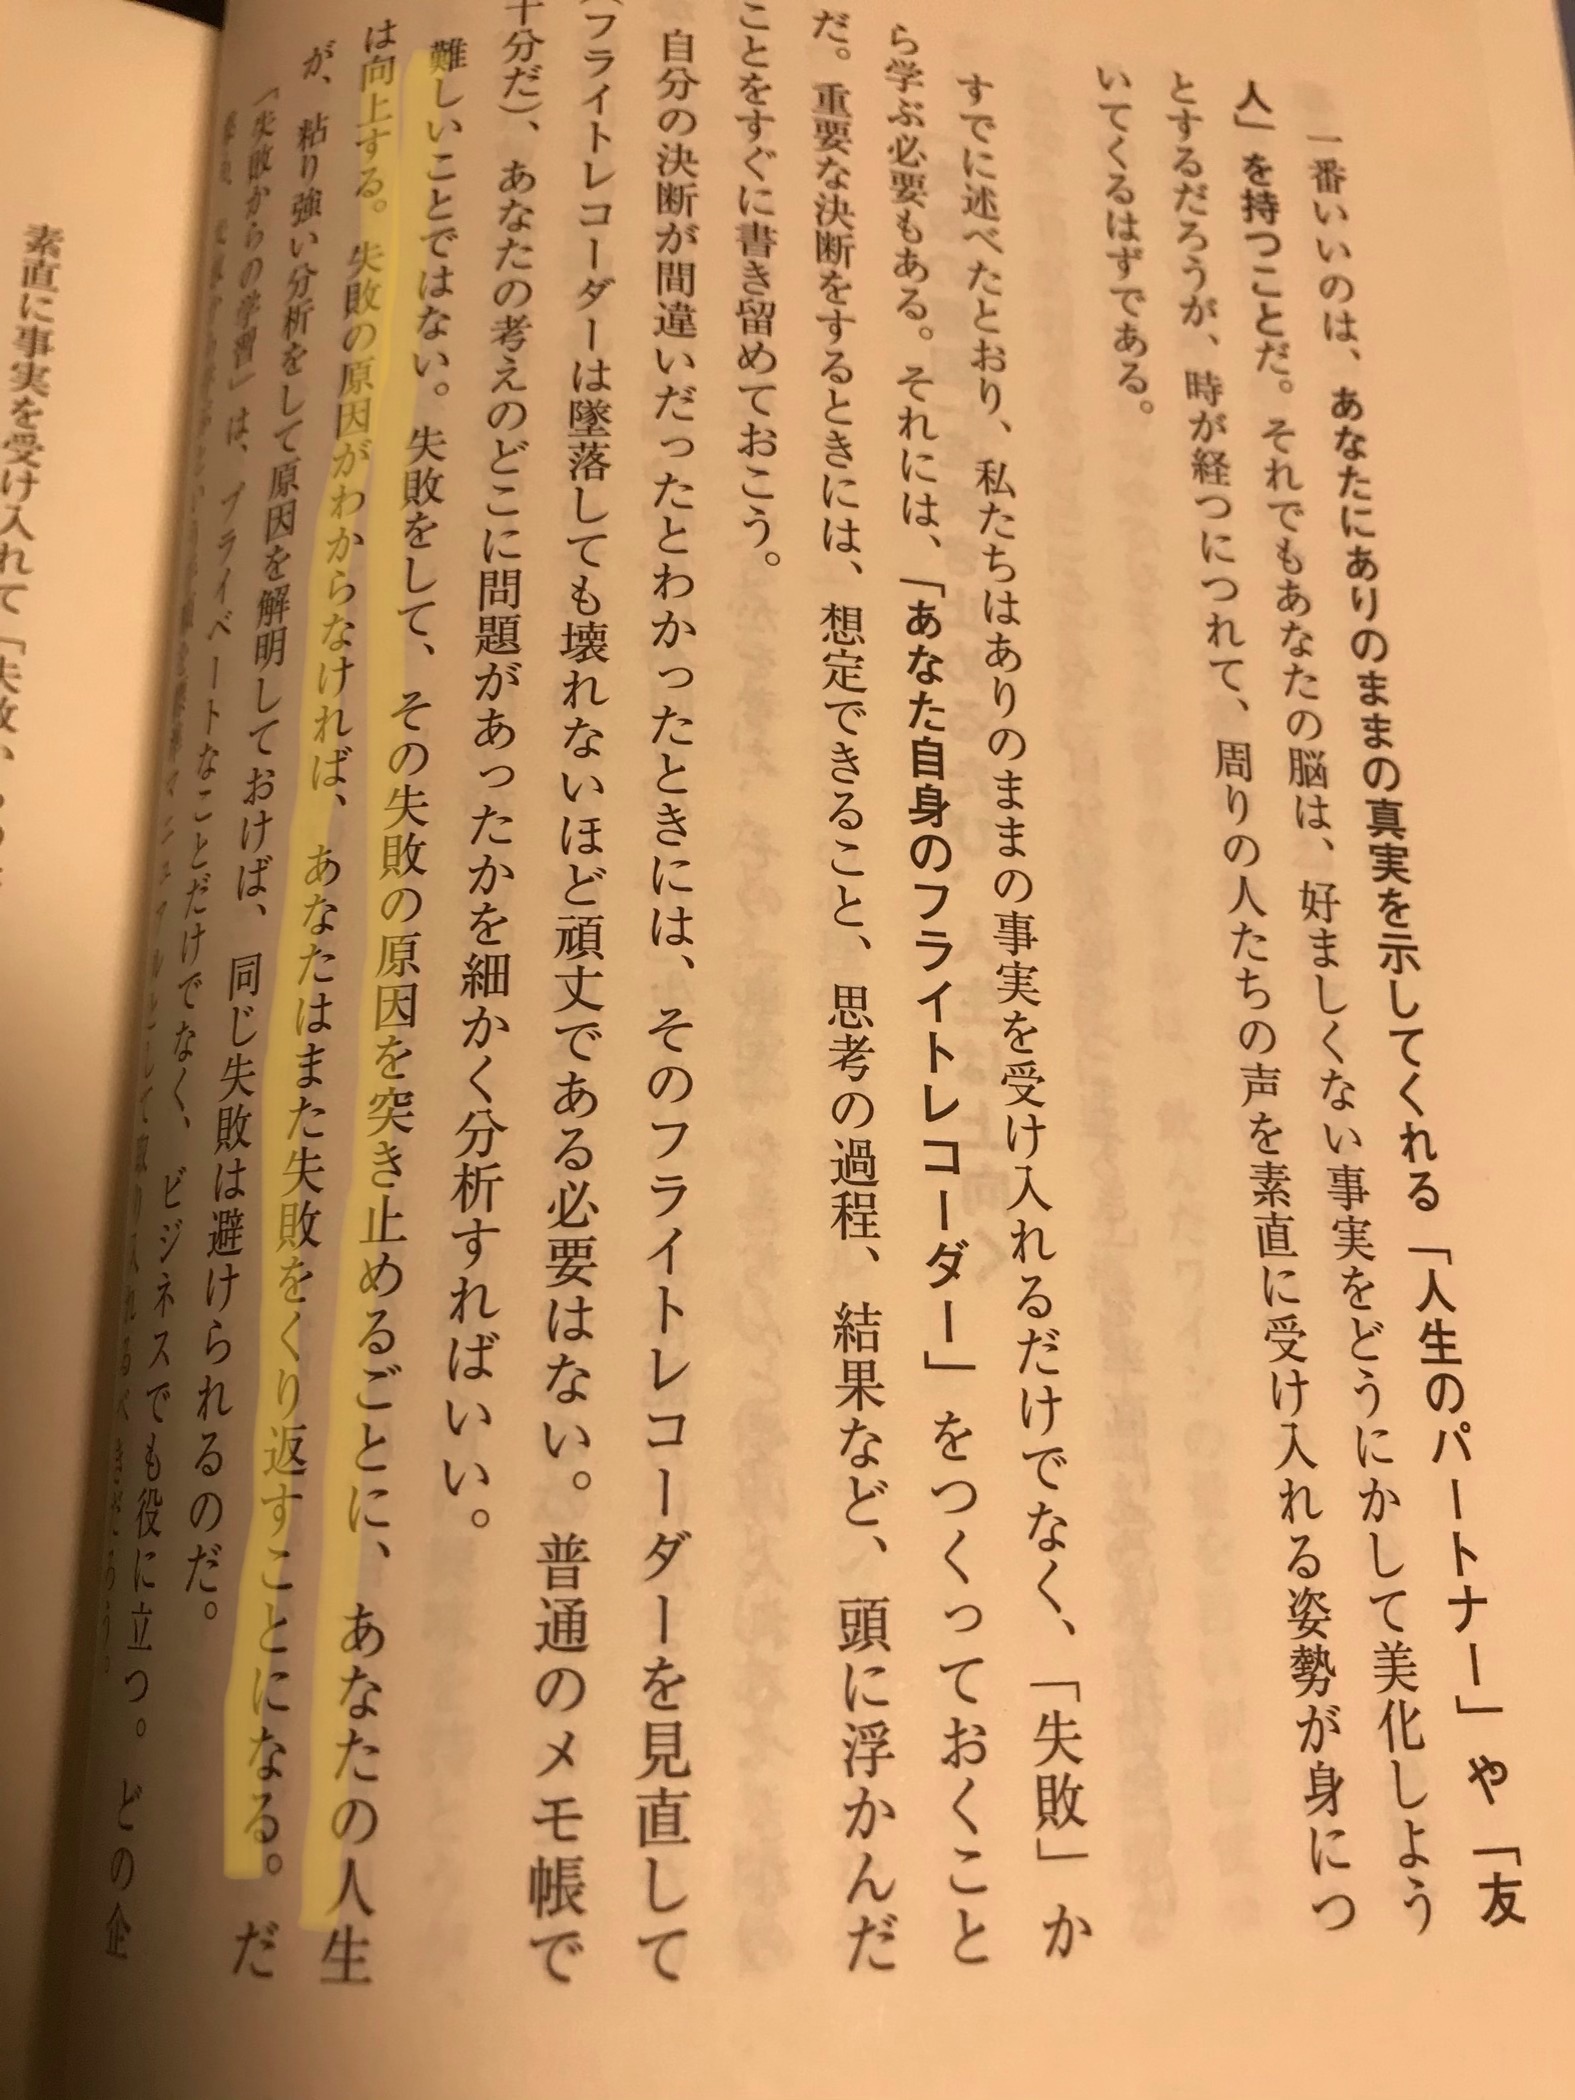 一番いいのは、あなたにありのままの真実を示してくれる「人生のパートナー」や「友
人」を持つことだ。それでもあなたの脳は、好ましくない事実をどうにかして美化しよう
とするだろうが、時が経つにつれて、周りの人たちの声を素直に受け入れる姿勢が身につ
いてくるはずである。
すでに述べたとおり、私たちはありのままの事実を受け入れるだけでなく、「失敗」か
ら学ぶ必要もある。それには、「あなた自身のフライトレコーダー」をつくっておくこと
だ。重要な決断をするときには、想定できること、思考の過程、結果など、頭に浮かんだ
ことをすぐに書き留めておこう。
自分の決断が間違いだったとわかったときには、そのフライトレコーダーを見直して
（フライトレコーダーは墜落しても壊れないほど頑丈である必要はない。普通のメモ帳で
十分だ）、あなたの考えのどこに問題があったかを細かく分析すればいい。
難しいことではない。失敗をして、その失敗の原因を突き止めるごとに、あなたの人生
は向上する。失敗の原因がわからなければ、あなたはまた失敗をくり返すことになる。だ
が、粘り強い分析をして原因を解明しておけば、同じ失敗は避けられるのだ。
「失敗からの学習」は、プライベートなことだけでなく、ビジネスでも役に立つ。どの企
として取り入れるべきだろう。
素直に事実を受け入れて「失敗